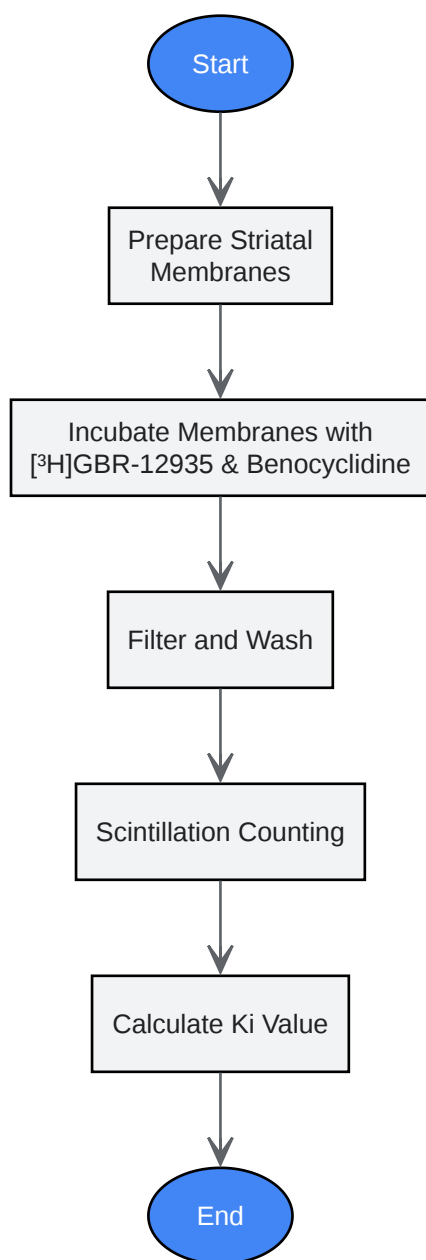 Start
Prepare Striatal
Membranes
Incubate Membranes with
[³H]GBR-12935 & Benocyclidine
Filter and Wash
Scintillation Counting
Calculate Ki Value
End